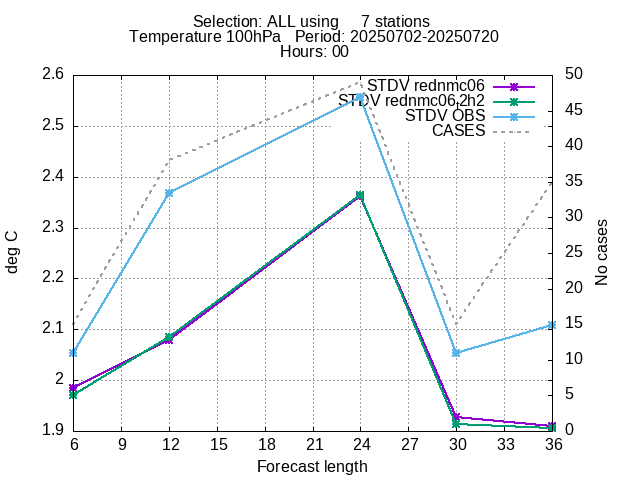 Selection: ALL using 7 stations
Temperature 100hPa Period: 20250702-20250720
Hours: 00
STDV rednmc06
STDV rednmc06.2h2
STDV OBS
CASES
2.6
2.5
2.4
2.3
2.2
2.1
2
1.9
deg C
50
45
40
35
30
25
20
15
10
5
0
No cases
6 9 12 15 18 21 24 27 30 33 36
Forecast length